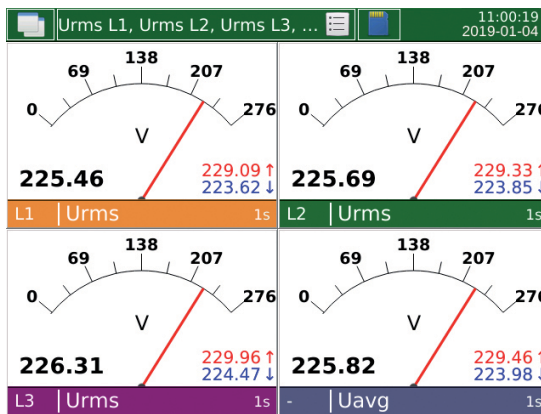 Urms L1, Urms L2, Urms L3, ...
11:00:19
2019-01-04
0 69 138 207 276
V
225.46
229.09 ↑
223.62 ↓
L1 Urms 1s
0 69 138 207 276
V
225.69
229.33 ↑
223.85 ↓
L2 Urms 1s
0 69 138 207 276
V
226.31
229.96 ↑
224.47 ↓
L3 Urms 1s
0 69 138 207 276
V
225.82
229.46 ↑
223.98 ↓
- Uavg 1s